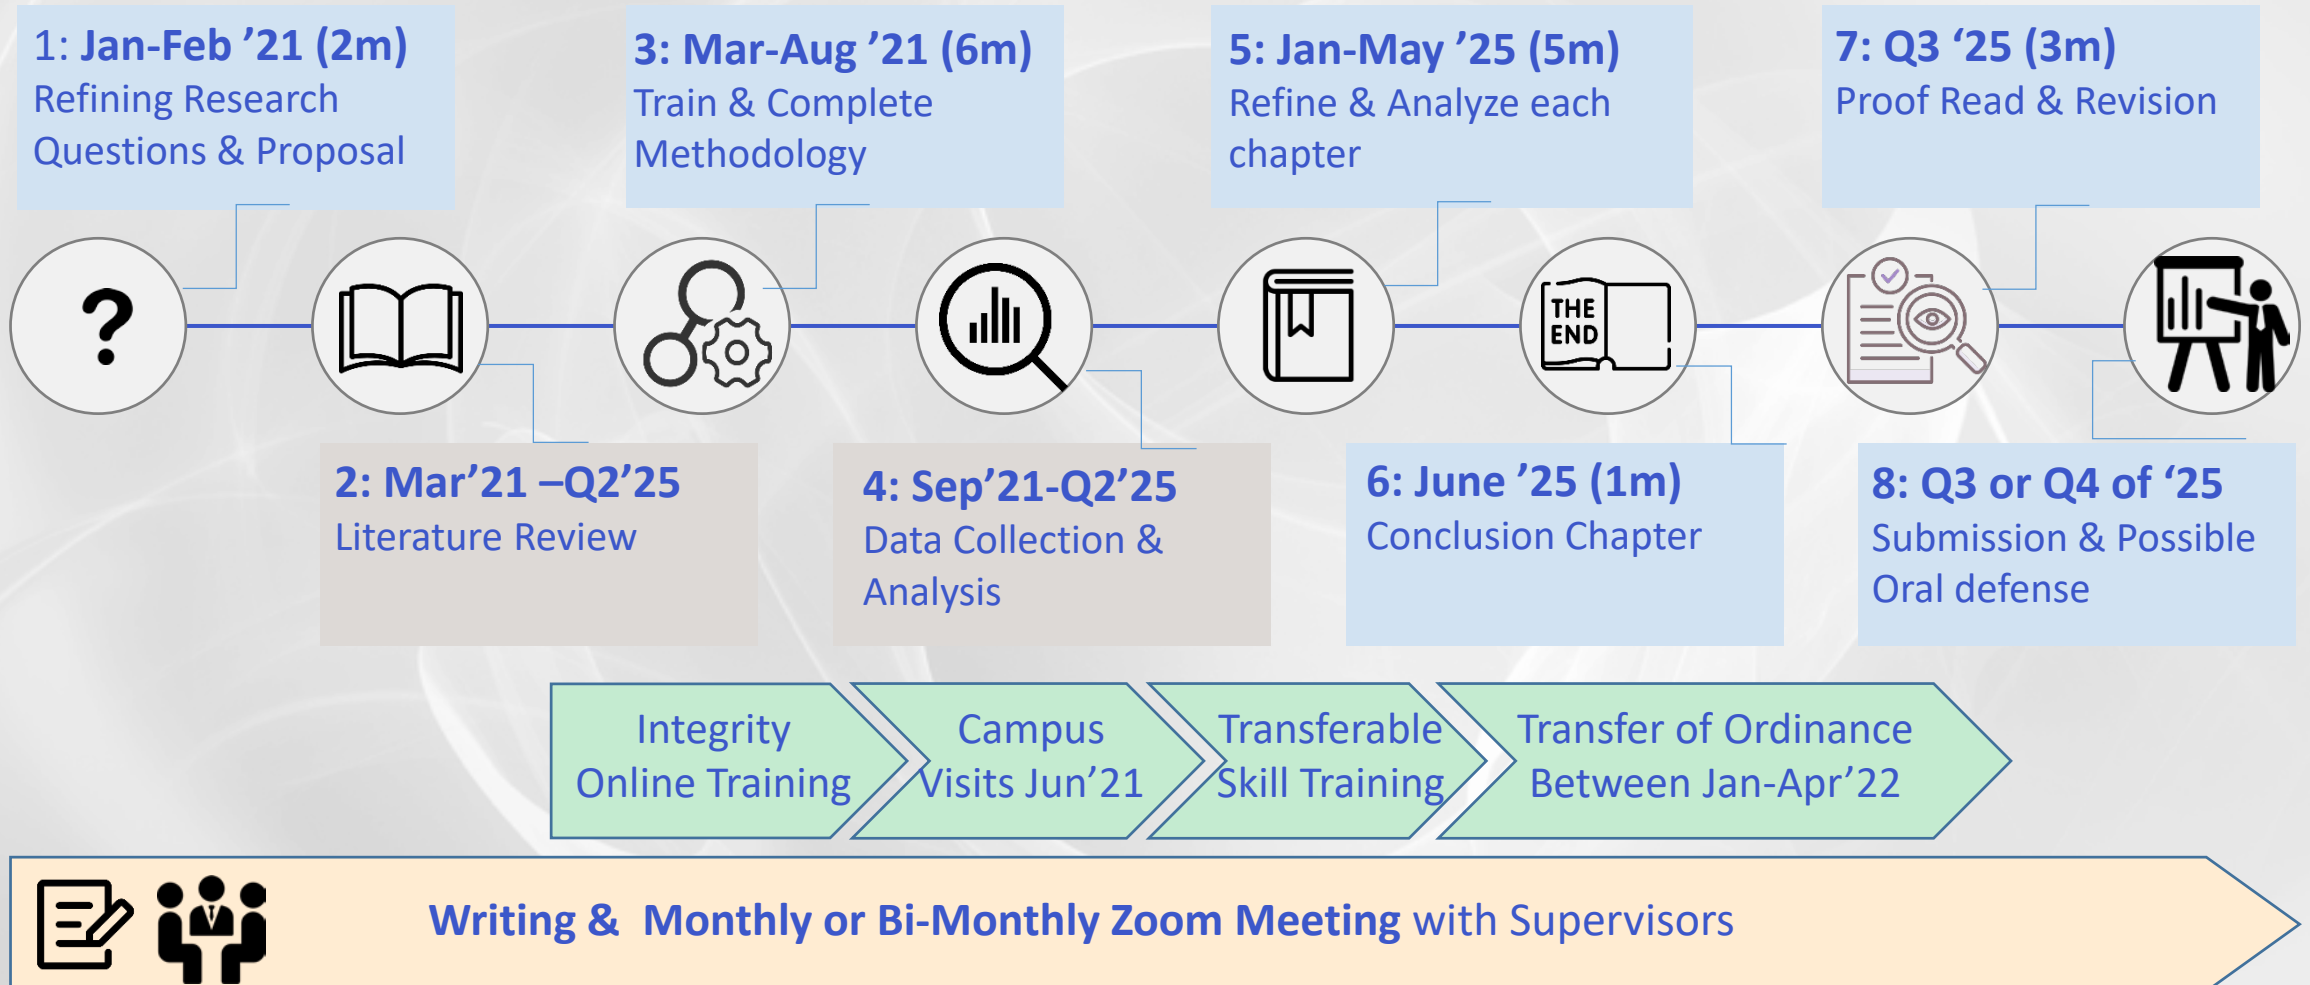 1: Jan-Feb ’21 (2m)
Refining Research
Questions & Proposal
3: Mar-Aug ’21 (6m)
Train & Complete
Methodology
5: Jan-May ’25 (5m)
Refine & Analyze each
chapter
7: Q3 ‘25 (3m)
Proof Read & Revision
?
THE
END
2: Mar’21 –Q2’25
Literature Review
4: Sep’21-Q2’25
Data Collection &
Analysis
6: June ’25 (1m)
Conclusion Chapter
8: Q3 or Q4 of ‘25
Submission & Possible
Oral defense
Integrity
Online Training
Campus
Visits Jun’21
Transferable
Skill Training
Transfer of Ordinance
Between Jan-Apr’22
Writing &  Monthly or Bi-Monthly Zoom Meeting with Supervisors